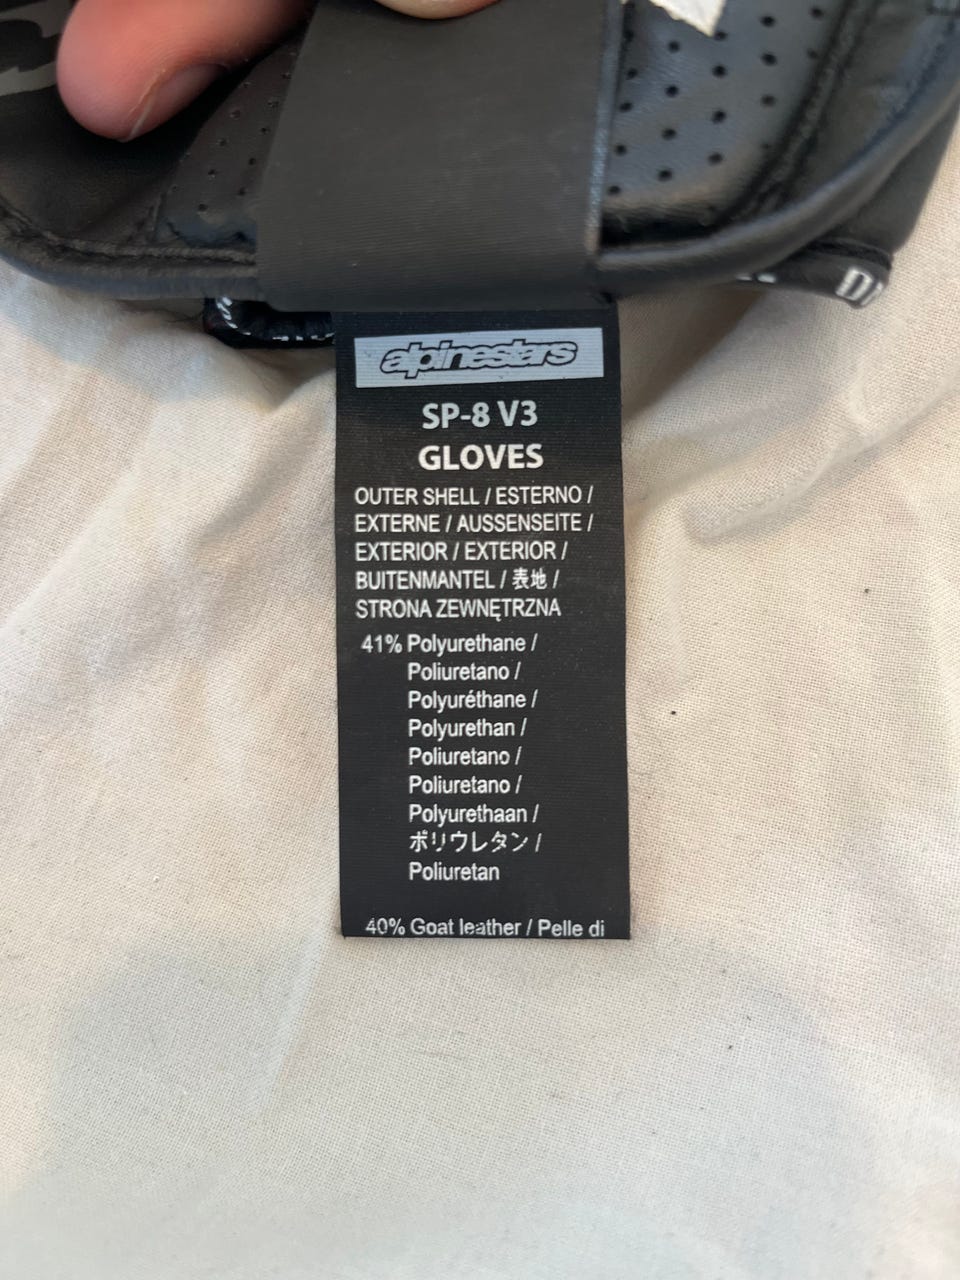 alpinestars
SP-8 V3
GLOVES
OUTER SHELL / ESTERNO /
EXTERNE / AUSSENSEITE /
EXTERIOR / EXTERIOR /
BUITENMANTEL / 表地 /
STRONA ZEWNĘTRZNA
41% Polyurethane /
Poliuretano /
Polyuréthane /
Polyurethan /
Poliuretano /
Poliuretano /
Polyurethaan /
ポリウレタン /
Poliuretan
40% Goat leather / Pelle di